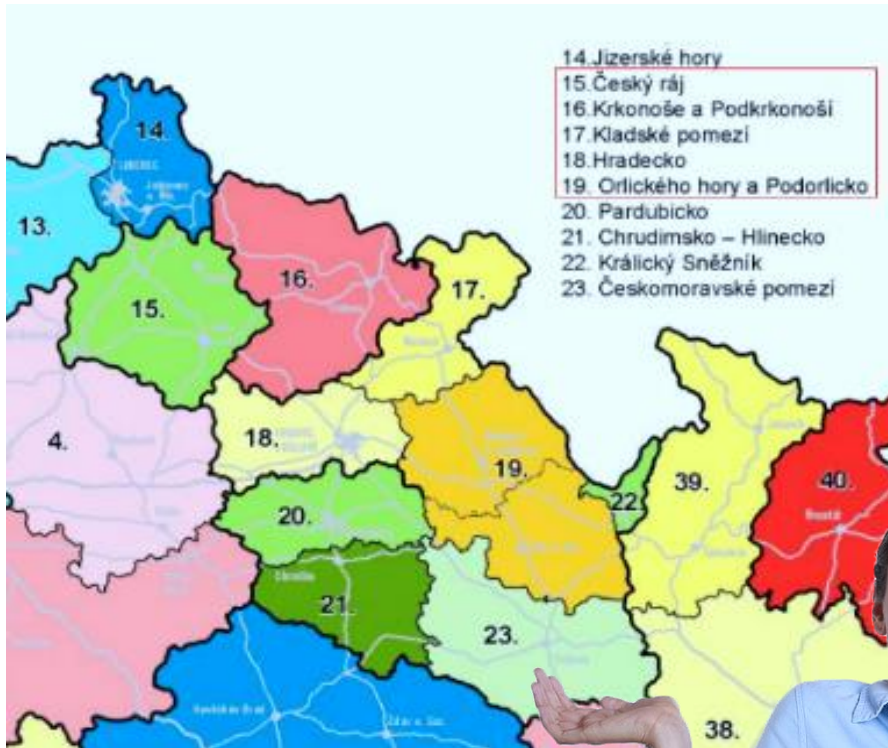 14.Jizerské hory
15.Český ráj
16.Krkonoše a Podkrkonoší
17.Kladské pomezí
18.Hradecko
19. Orlického hory a Podorlicko
20. Pardubicko
21. Chrudimsko – Hlinecko
22. Králický Sněžník
23. Českomoravské pomezí
14.
13.
16.
17.
15.
4.
18.
19.
39.
40.
22.
20.
21.
23.
38.